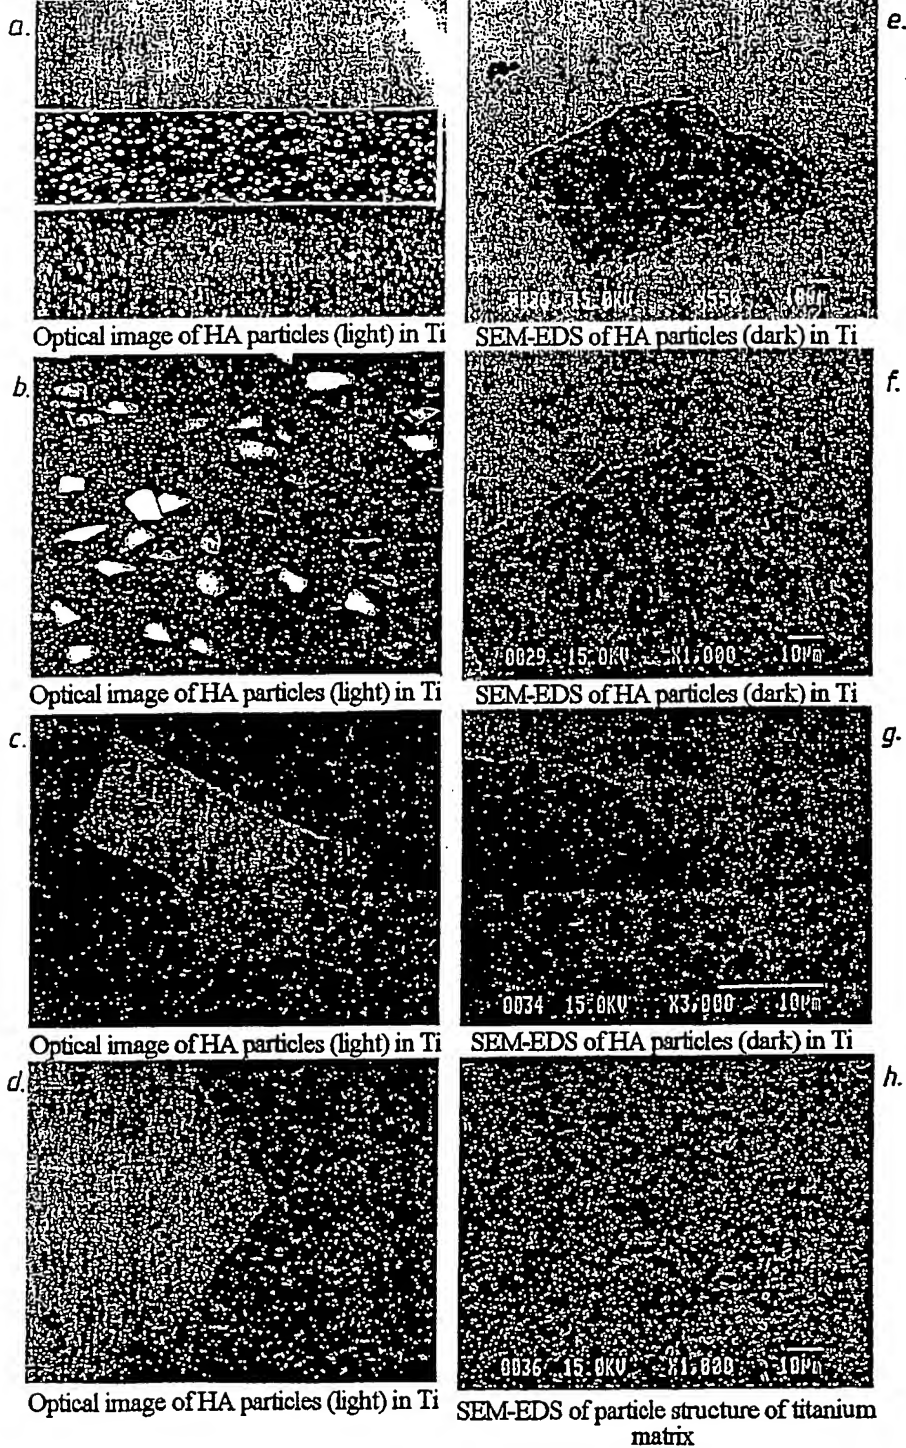 a.
e.
15.0KV X550 10µm
Optical image of HA particles (light) in Ti
SEM-EDS of HA particles (dark) in Ti
b.
f.
0029 15.0KV X1,000 10µm
Optical image of HA particles (light) in Ti
SEM-EDS of HA particles (dark) in Ti
c.
g.
0034 15.0KV X3,000 10µm
Optical image of HA particles (light) in Ti
SEM-EDS of HA particles (dark) in Ti
d.
h.
0036 15.0KV X1,000 10µm
Optical image of HA particles (light) in Ti
SEM-EDS of particle structure of titanium
matrix